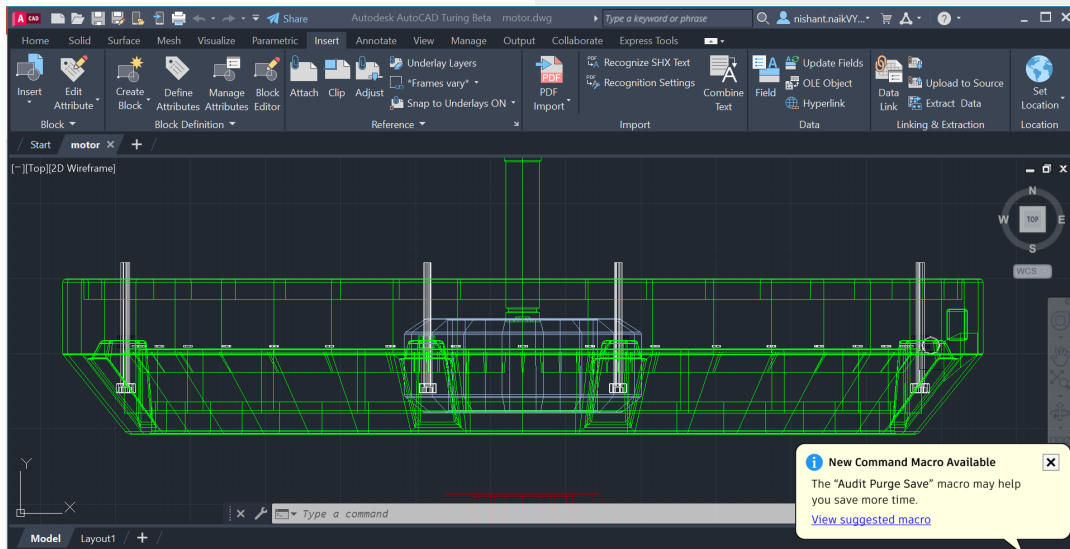 A CAD Share Autodesk AutoCAD Turing Beta motor.dwg Type a keyword or phrase nishant.naikVY...
Home Solid Surface Mesh Visualize Parametric Insert Annotate View Manage Output Collaborate Express Tools
Insert
Edit
Attribute
Create
Block
Define
Attributes
Manage
Attributes
Block
Editor
Attach
Clip
Adjust
Underlay Layers
*Frames vary*
Snap to Underlays ON
PDF
PDF
Import
PDF Recognize SHX Text
PDF Recognition Settings
Combine
Text
Field
Update Fields
OLE Object
Hyperlink
Data
Link
Upload to Source
Extract Data
Set
Location
Block
Block Definition
Reference
Import
Data
Linking & Extraction
Location
Start motor
[−][Top][2D Wireframe]
N
W TOP E
S
WCS
Y
X
Type a command
New Command Macro Available
The “Audit Purge Save” macro may help
you save more time.
View suggested macro
Model Layout1